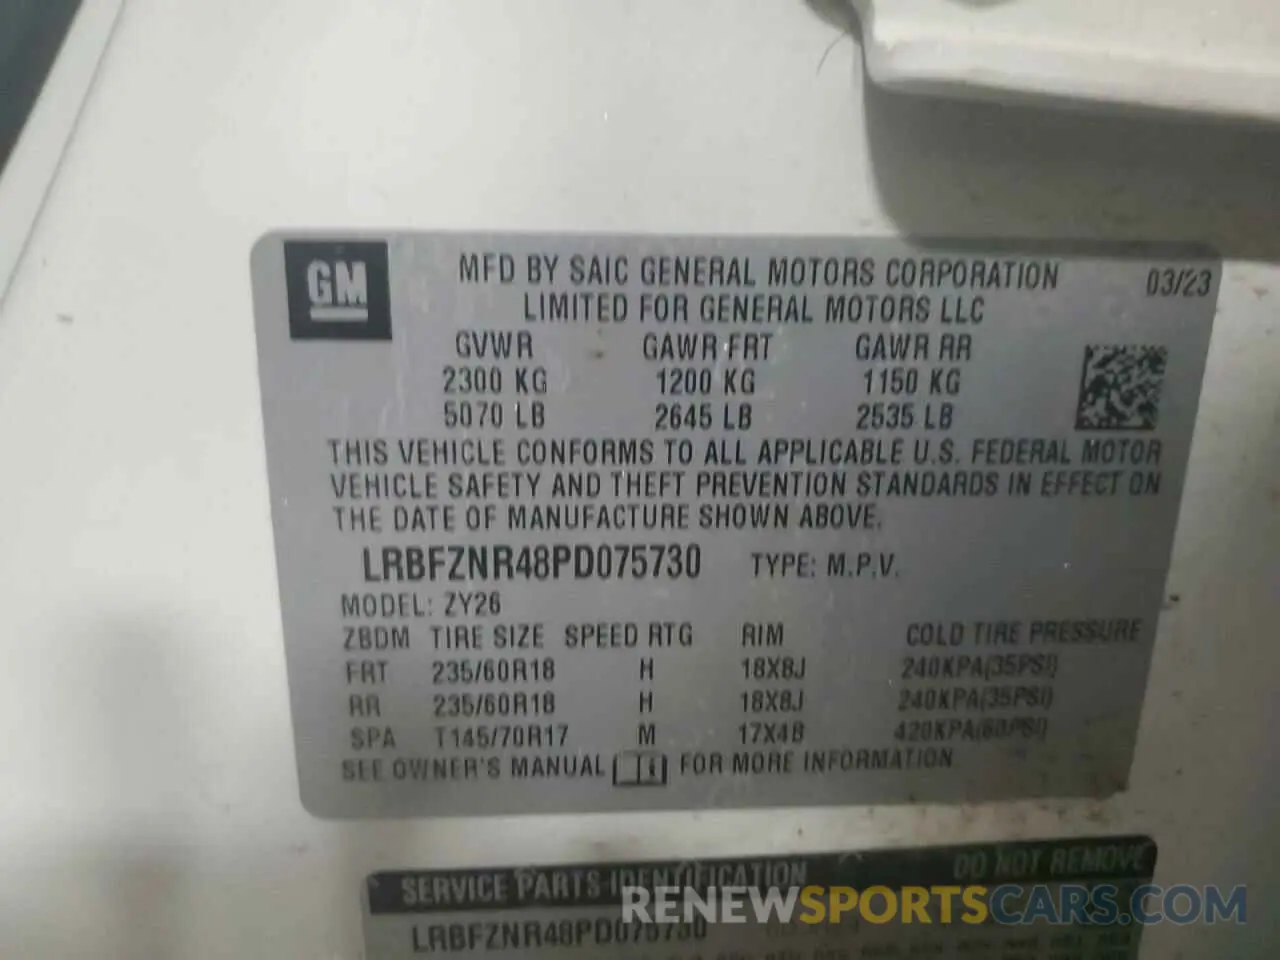 GM
MFD BY SAIC GENERAL MOTORS CORPORATION 03/23
LIMITED FOR GENERAL MOTORS LLC
GVWR GAWR FRT GAWR RR
2300 KG 1200 KG 1150 KG
5070 LB 2645 LB 2535 LB
THIS VEHICLE CONFORMS TO ALL APPLICABLE U.S. FEDERAL MOTOR
VEHICLE SAFETY AND THEFT PREVENTION STANDARDS IN EFFECT ON
THE DATE OF MANUFACTURE SHOWN ABOVE.
LRBFZNR48PD075730 TYPE: M.P.V.
MODEL: ZY26
ZBDM TIRE SIZE SPEED RTG RIM COLD TIRE PRESSURE
FRT 235/60R18 H 18X8J 240KPA(35PSI)
RR 235/60R18 H 18X8J 240KPA(35PSI)
SPA T145/70R17 M 17X4B 420KPA(60PSI)
SEE OWNER'S MANUAL FOR MORE INFORMATION
SERVICE PARTS IDENTIFICATION DO NOT REMOVE
RENEWSPORTSCARS.COM
LRBFZNR48PD075730